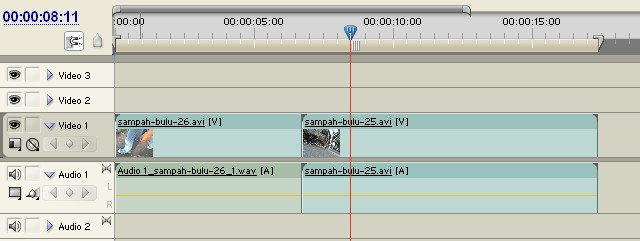 00:00:08:11
:00:00 00:00:05:00 00:00:10:00 00:00:15:00
Video 3
Video 2
Video 1 sampah-bulu-26.avi [V] sampah-bulu-25.avi [V]
Audio 1 Audio 1_sampah-bulu-26_1.wav [A] sampah-bulu-25.avi [A]
L
R
Audio 2